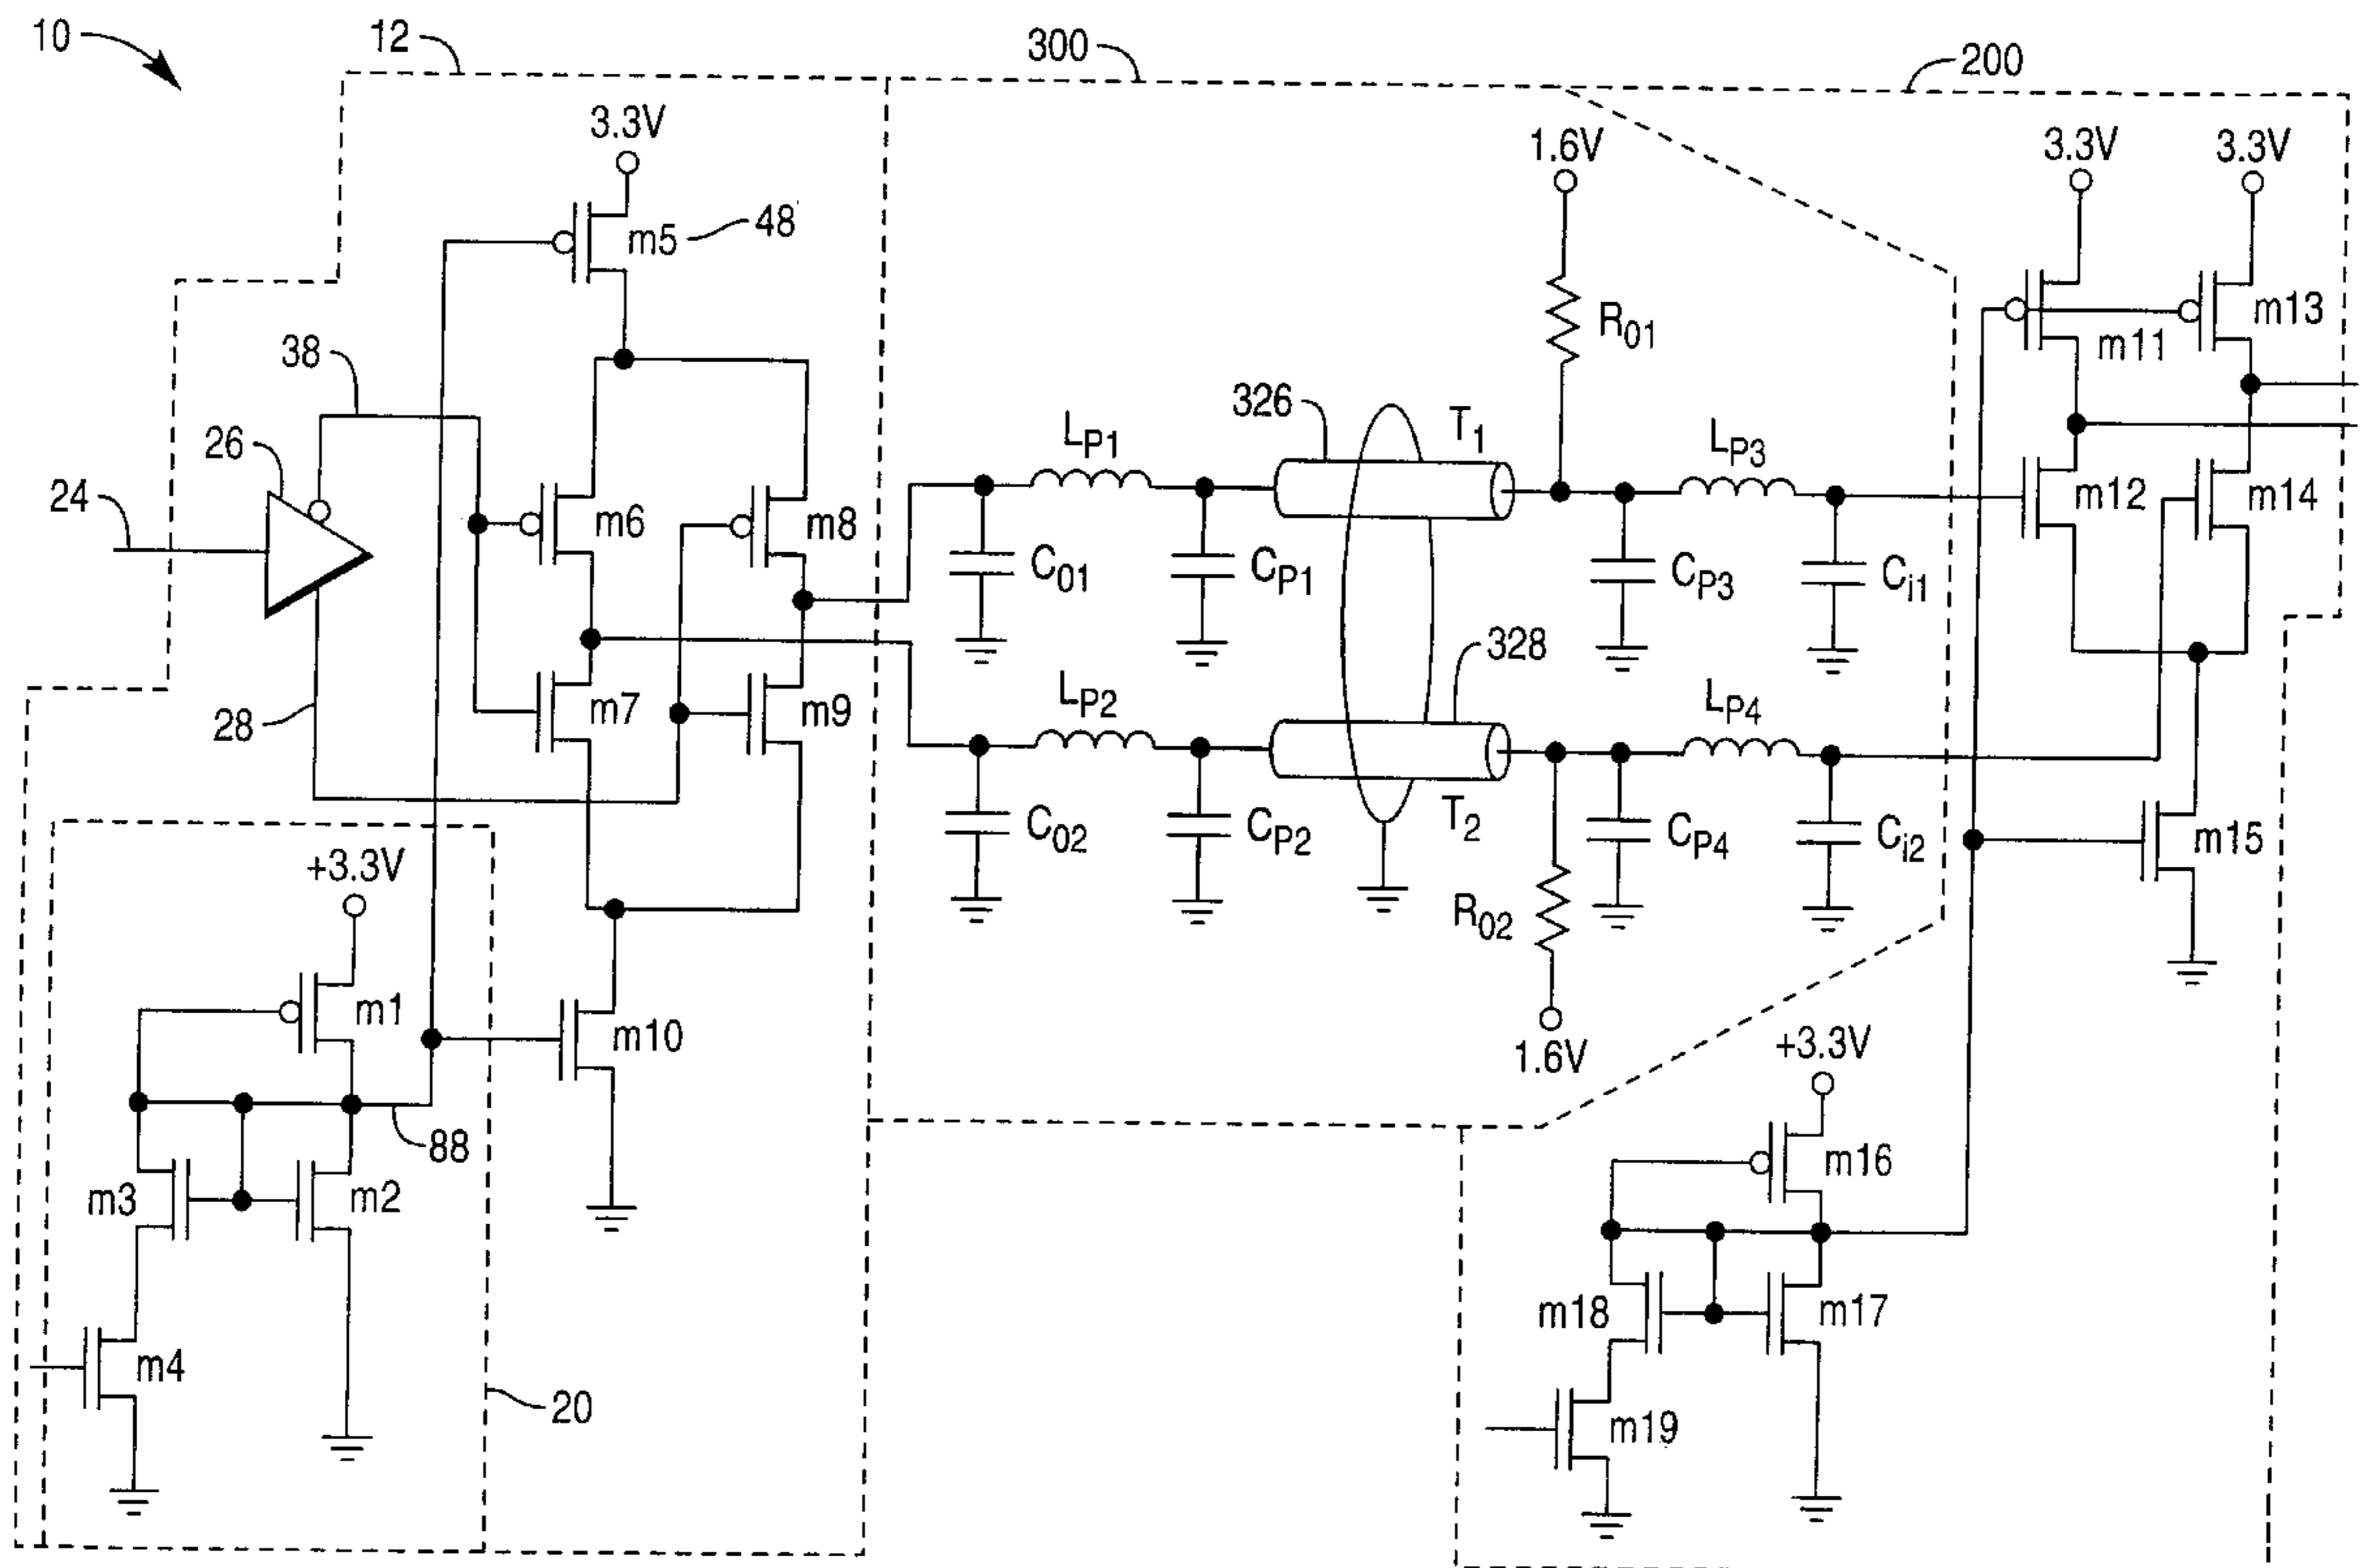 10
12
300
200
3.3V
1.6V
3.3V
3.3V
m5
48'
R01
m11
m13
38
26
24
326
T1
LP1
LP3
m6
m8
m12
m14
C01
CP1
CP3
Ci1
28
m7
m9
LP2
328
LP4
C02
CP2
T2
CP4
Ci2
m15
+3.3V
R02
m1
m10
1.6V
+3.3V
88
m16
m3
m2
m18
m17
m4
20
m19